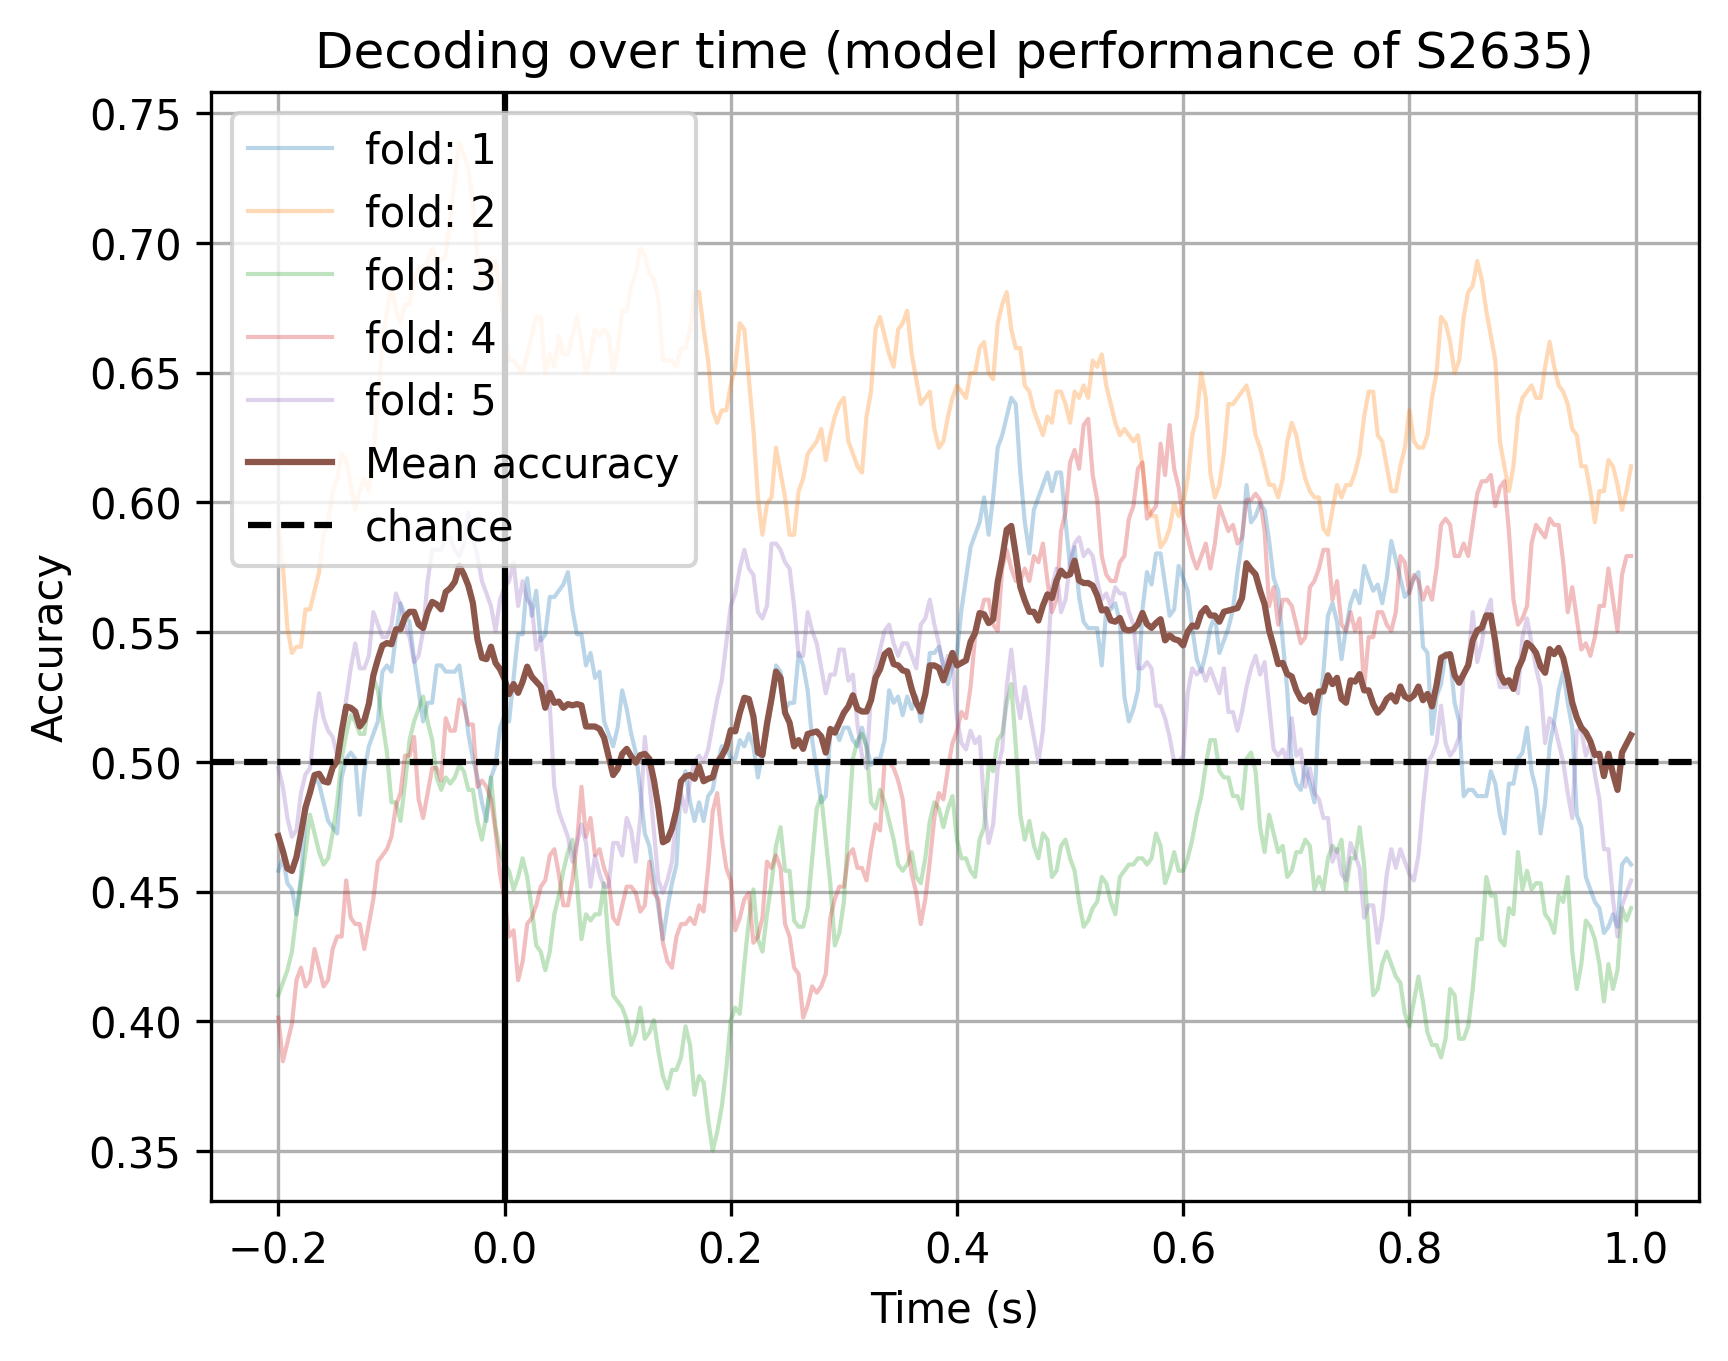 Decoding over time (model performance of S2635)
0.75
0.70
0.65
0.60
0.55
0.50
0.45
0.40
0.35
Accuracy
fold: 1
fold: 2
fold: 3
fold: 4
fold: 5
Mean accuracy
chance
−0.2 0.0 0.2 0.4 0.6 0.8 1.0
Time (s)